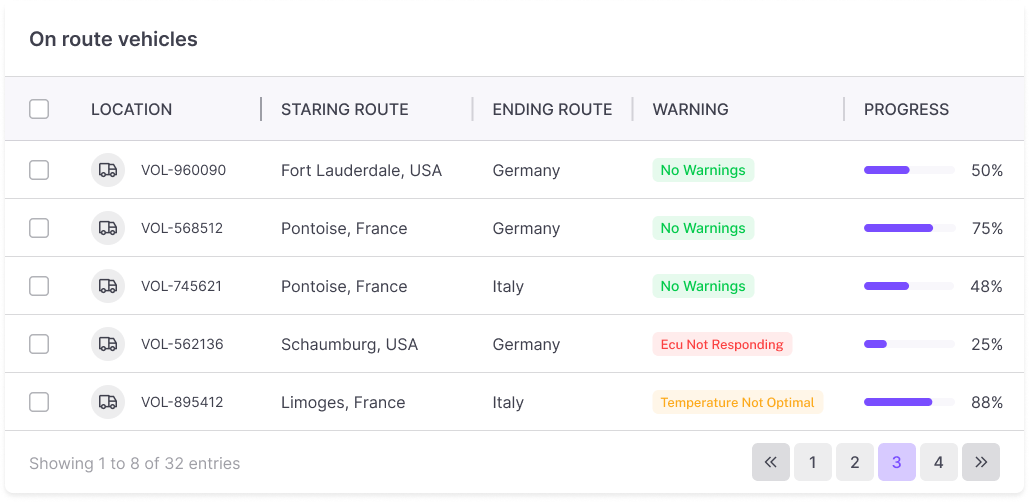 On route vehicles
LOCATION STARING ROUTE ENDING ROUTE WARNING PROGRESS
VOL-960090 Fort Lauderdale, USA Germany No Warnings 50%
VOL-568512 Pontoise, France Germany No Warnings 75%
VOL-745621 Pontoise, France Italy No Warnings 48%
VOL-562136 Schaumburg, USA Germany Ecu Not Responding 25%
VOL-895412 Limoges, France Italy Temperature Not Optimal 88%
Showing 1 to 8 of 32 entries « 1 2 3 4 »